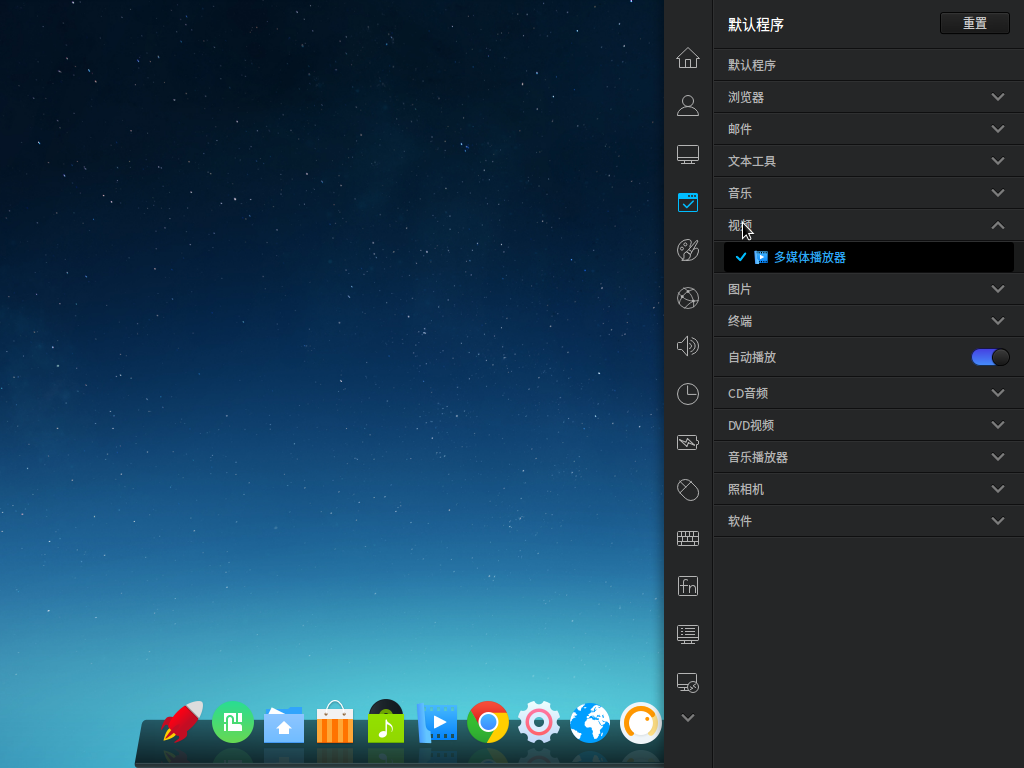 默认程序
重置
默认程序
浏览器
邮件
文本工具
音乐
视频
多媒体播放器
图片
终端
自动播放
CD音频
DVD视频
音乐播放器
照相机
软件
fn